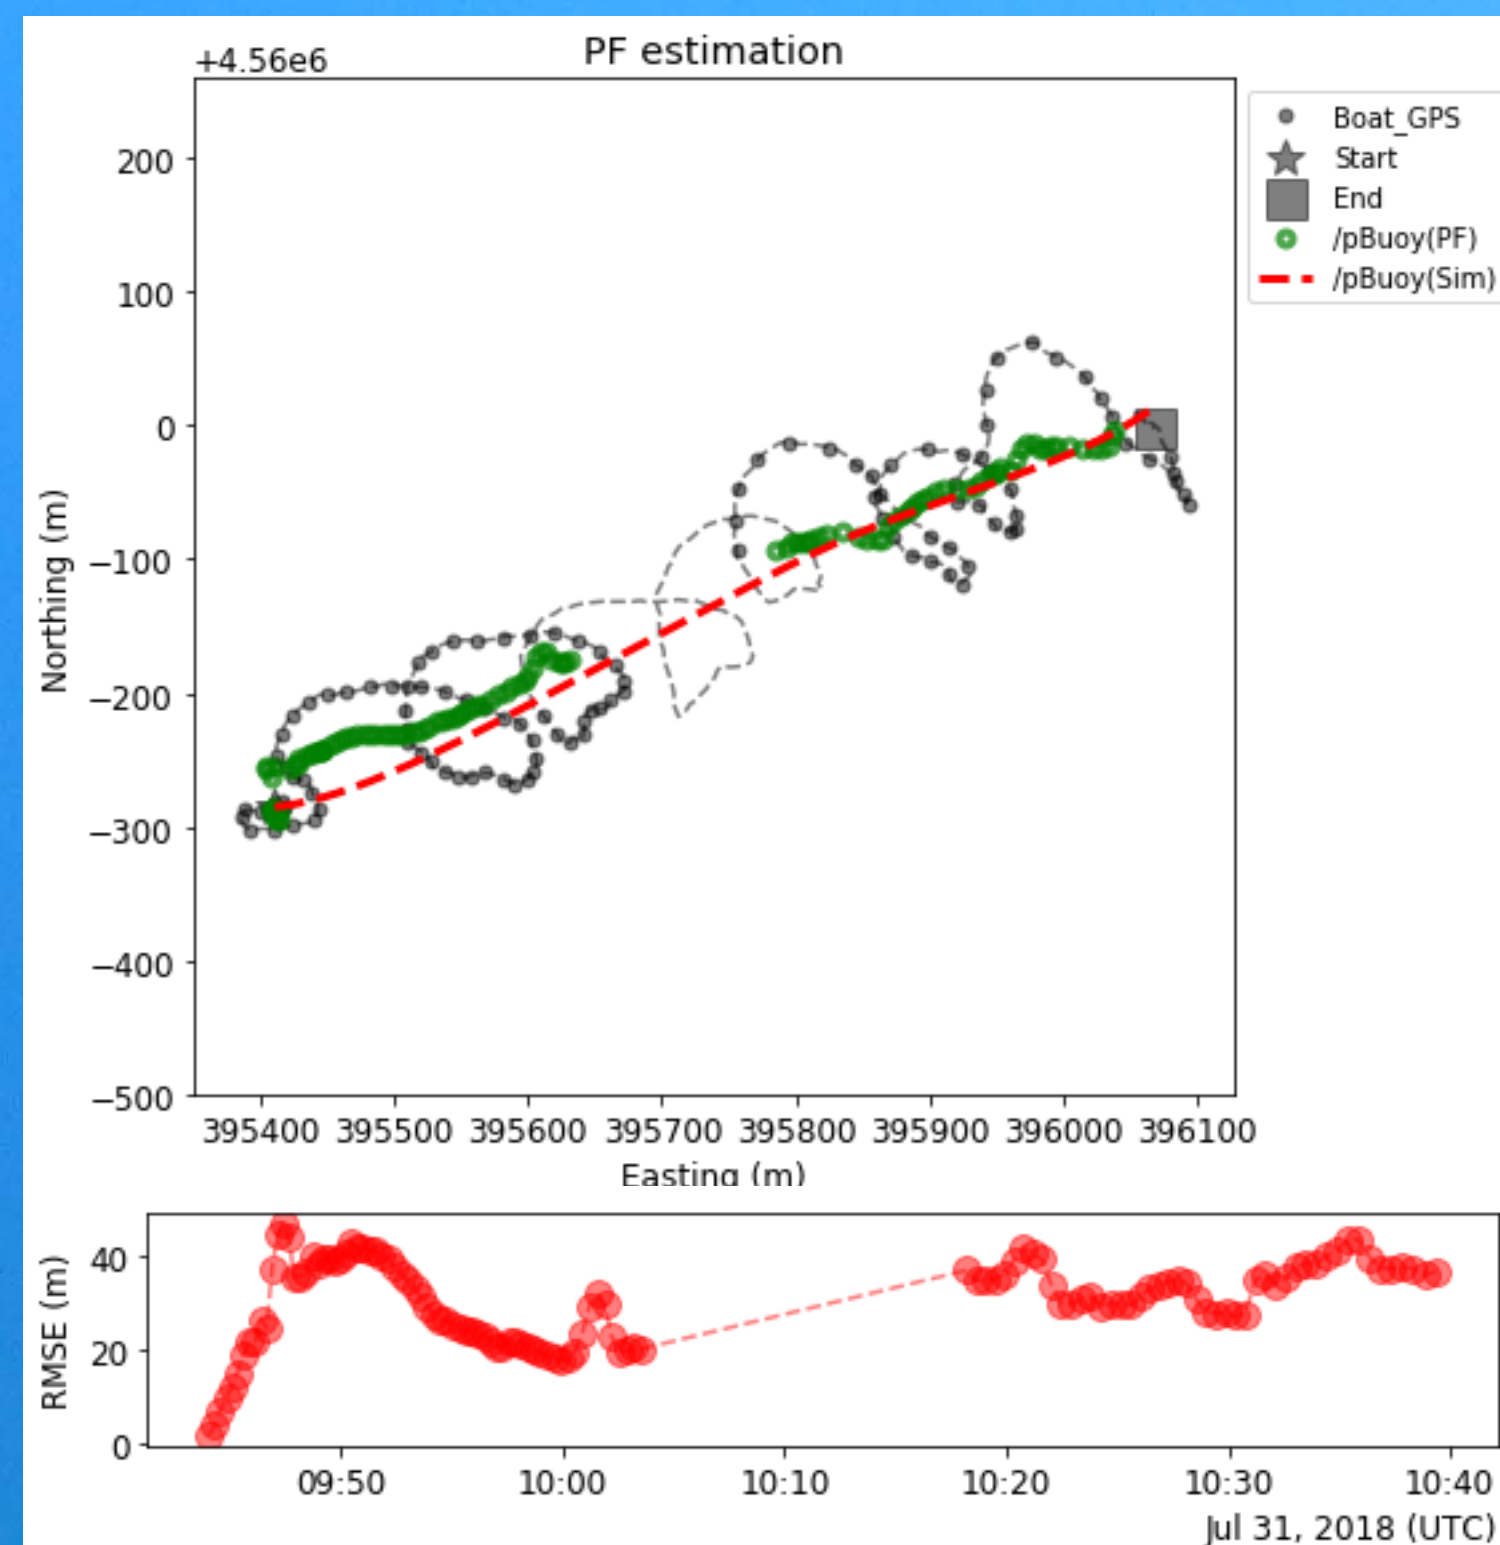 PF estimation
+4.56e6
200
100
0
−100
−200
−300
−400
−500
Northing (m)
395400 395500 395600 395700 395800 395900 396000 396100
Easting (m)
Boat_GPS
Start
End
/pBuoy(PF)
/pBuoy(Sim)
40
20
0
RMSE (m)
09:50 10:00 10:10 10:20 10:30 10:40
Jul 31, 2018 (UTC)